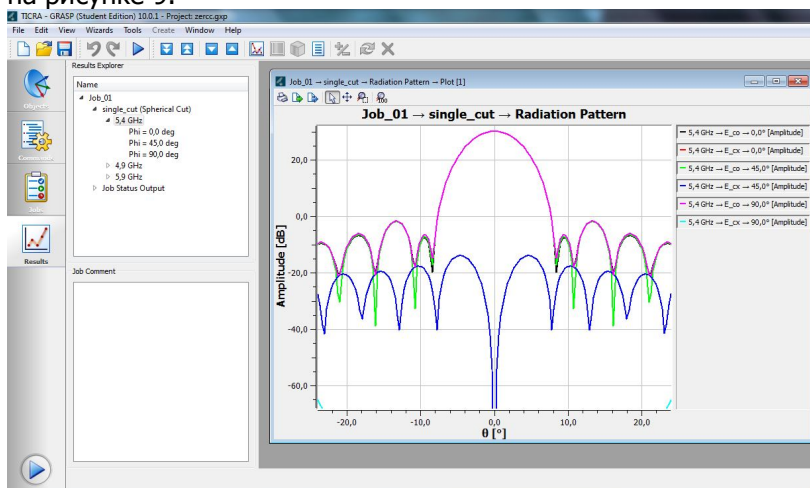 на рисунке 9.
TICRA - GRASP (Student Edition) 10.0.1 - Project: zercc.gxp
File Edit View Wizards Tools Create Window Help
Results Explorer
Name
Job_01
single_cut (Spherical Cut)
5,4 GHz
Phi = 0,0 deg
Phi = 45,0 deg
Phi = 90,0 deg
4,9 GHz
5,9 GHz
Job Status Output
Objects
Results
Job Comment
Job_01 → single_cut → Radiation Pattern → Plot [1]
Job_01 → single_cut → Radiation Pattern
5,4 GHz → E_co → 0,0° [Amplitude]
5,4 GHz → E_cx → 0,0° [Amplitude]
5,4 GHz → E_co → 45,0° [Amplitude]
5,4 GHz → E_cx → 45,0° [Amplitude]
5,4 GHz → E_co → 90,0° [Amplitude]
5,4 GHz → E_cx → 90,0° [Amplitude]
Amplitude [dB]
20,0
0,0
-20,0
-40,0
-60,0
-20,0 -10,0 0,0 10,0 20,0
θ [°]